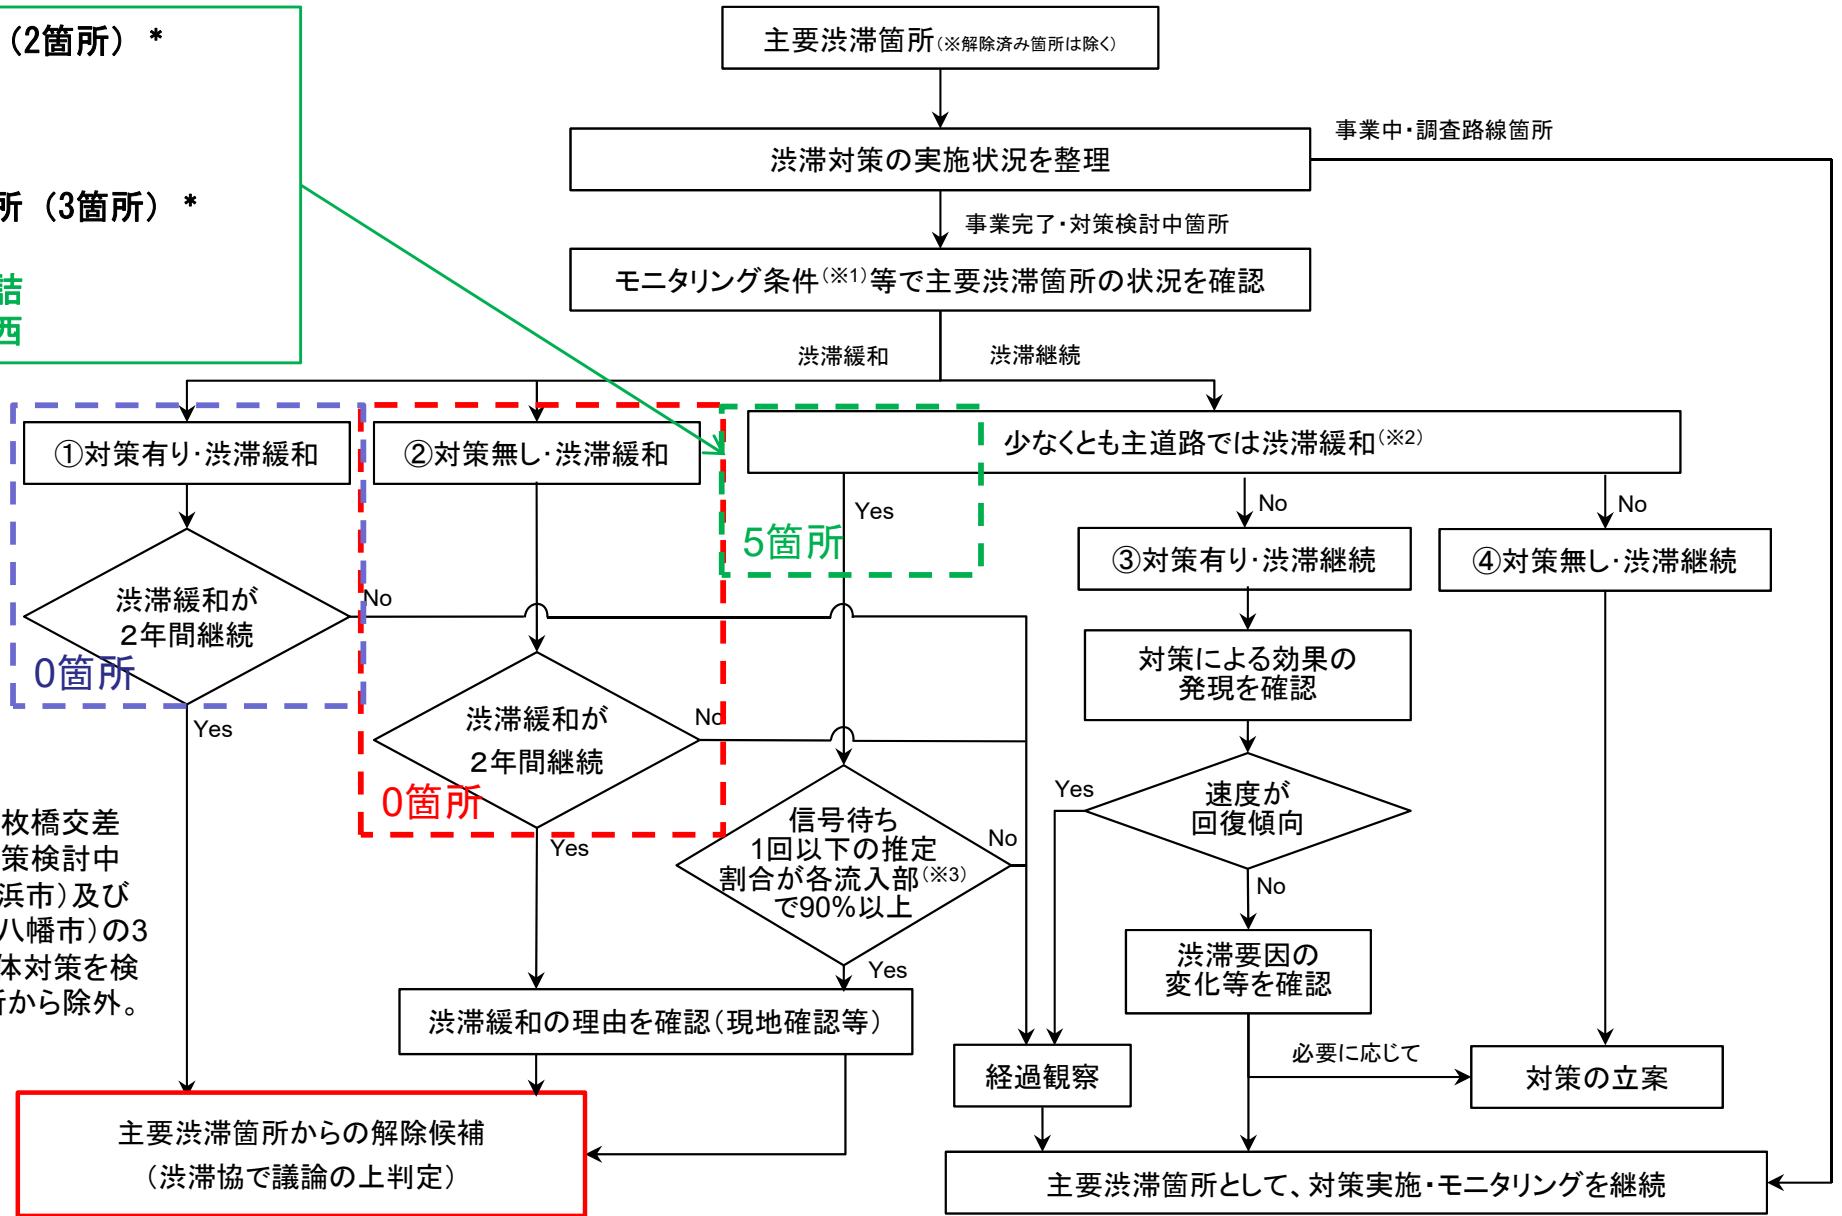 （2箇所）＊
所（3箇所）＊
詰
西
主要渋滞箇所（※解除済み箇所は除く）
事業中・調査路線箇所
渋滞対策の実施状況を整理
事業完了・対策検討中箇所
モニタリング条件（※1）等で主要渋滞箇所の状況を確認
渋滞緩和
渋滞継続
①対策有り・渋滞緩和
②対策無し・渋滞緩和
少なくとも主道路では渋滞緩和（※2）
Yes
No
No
5箇所
③対策有り・渋滞継続
④対策無し・渋滞継続
渋滞緩和が
２年間継続
No
0箇所
Yes
対策による効果の
発現を確認
渋滞緩和が
２年間継続
No
0箇所
Yes
信号待ち
1回以下の推定
割合が各流入部（※3）
で90％以上
No
Yes
Yes
速度が
回復傾向
No
枚橋交差
策検討中
浜市）及び
八幡市）の3
体対策を検
所から除外。
渋滞要因の
変化等を確認
渋滞緩和の理由を確認（現地確認等）
経過観察
必要に応じて
対策の立案
主要渋滞箇所からの解除候補
（渋滞協で議論の上判定）
主要渋滞箇所として、対策実施・モニタリングを継続